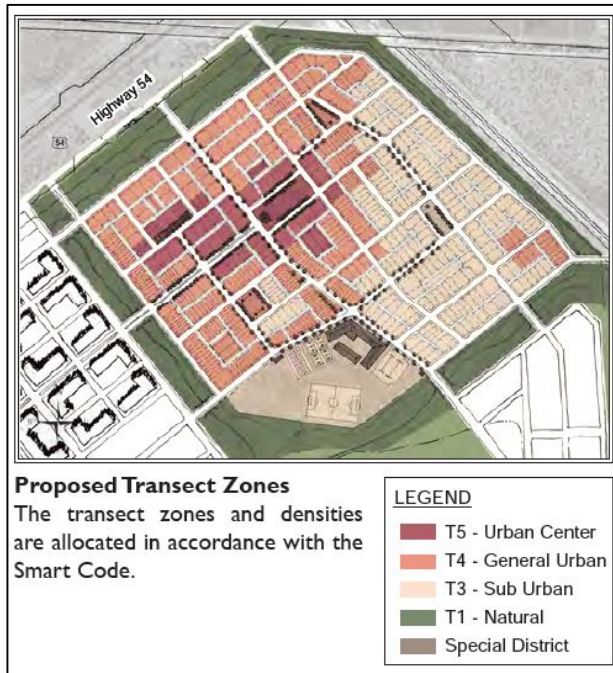 Highway 54
54
Proposed Transect Zones
The transect zones and densities
are allocated in accordance with the
Smart Code.
LEGEND
T5 - Urban Center
T4 - General Urban
T3 - Sub Urban
T1 - Natural
Special District